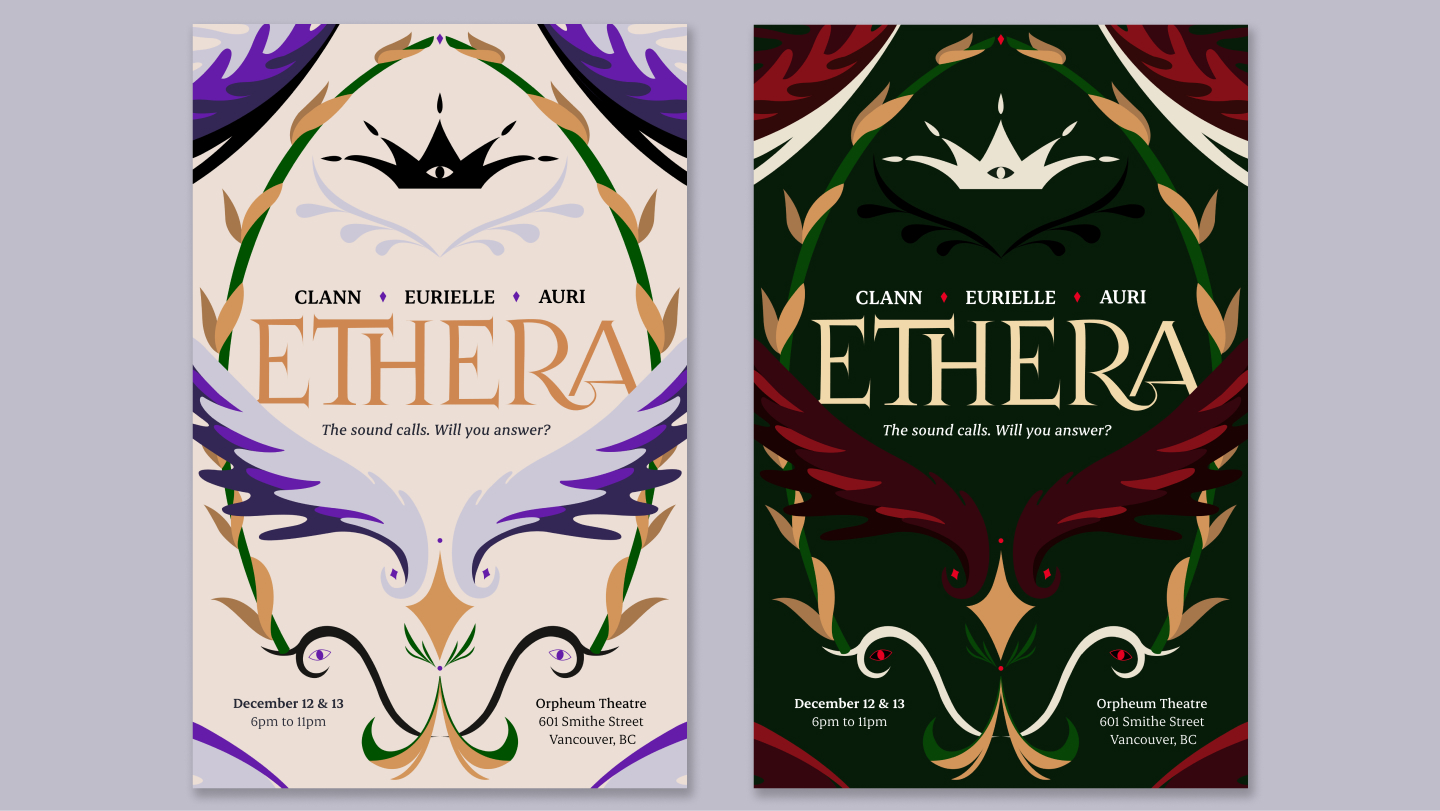 CLANN ♦ EURIELLE ♦ AURI
ETHERA
The sound calls. Will you answer?
December 12 & 13
6pm to 11pm
Orpheum Theatre
601 Smithe Street
Vancouver, BC
CLANN ♦ EURIELLE ♦ AURI
ETHERA
The sound calls. Will you answer?
December 12 & 13
6pm to 11pm
Orpheum Theatre
601 Smithe Street
Vancouver, BC